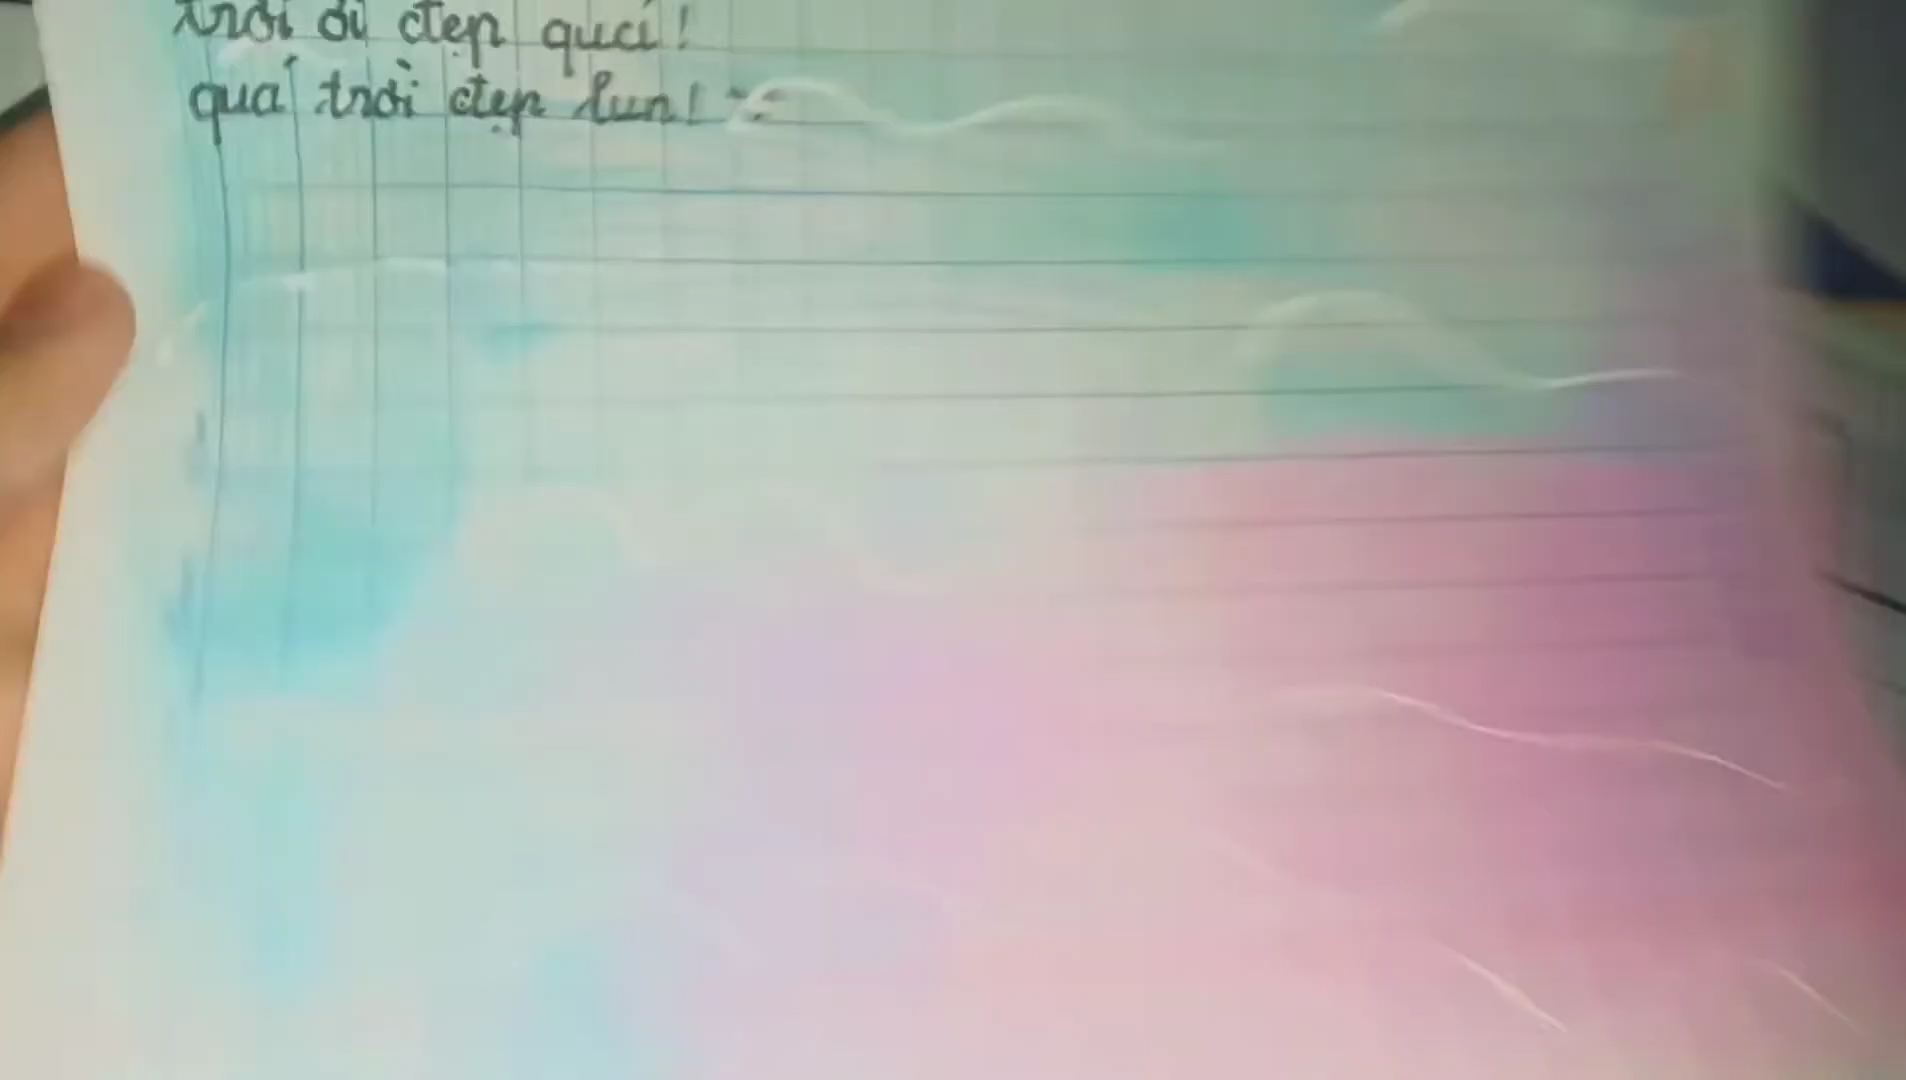 trời ơi đẹp quá!
quá trời đẹp lun!